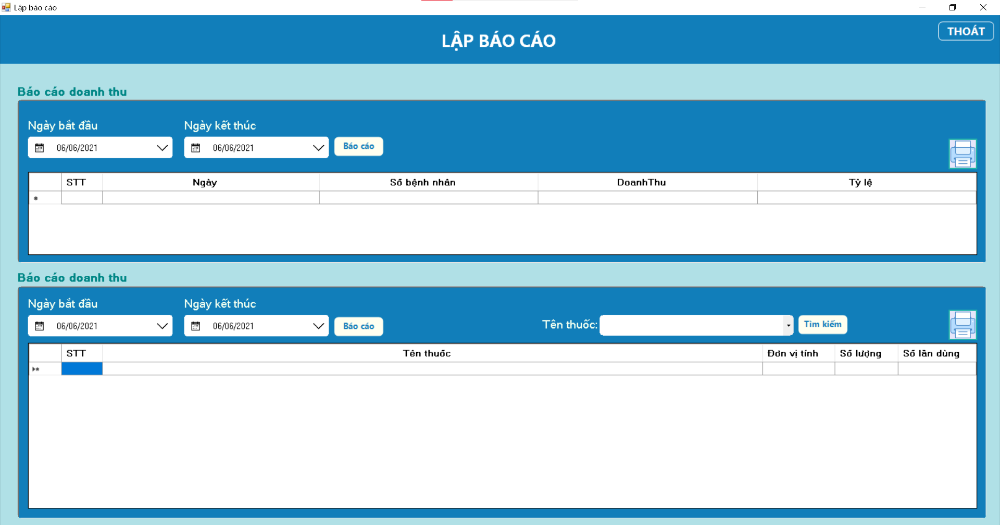 Lập báo cáo
LẬP BÁO CÁO
THOÁT
Báo cáo doanh thu
Ngày bắt đầu
Ngày kết thúc
06/06/2021
06/06/2021
Báo cáo
STT Ngày Số bệnh nhân DoanhThu Tỷ lệ
Báo cáo doanh thu
Ngày bắt đầu
Ngày kết thúc
06/06/2021
06/06/2021
Báo cáo
Tên thuốc:
Tìm kiếm
STT Tên thuốc Đơn vị tính Số lượng Số lần dùng